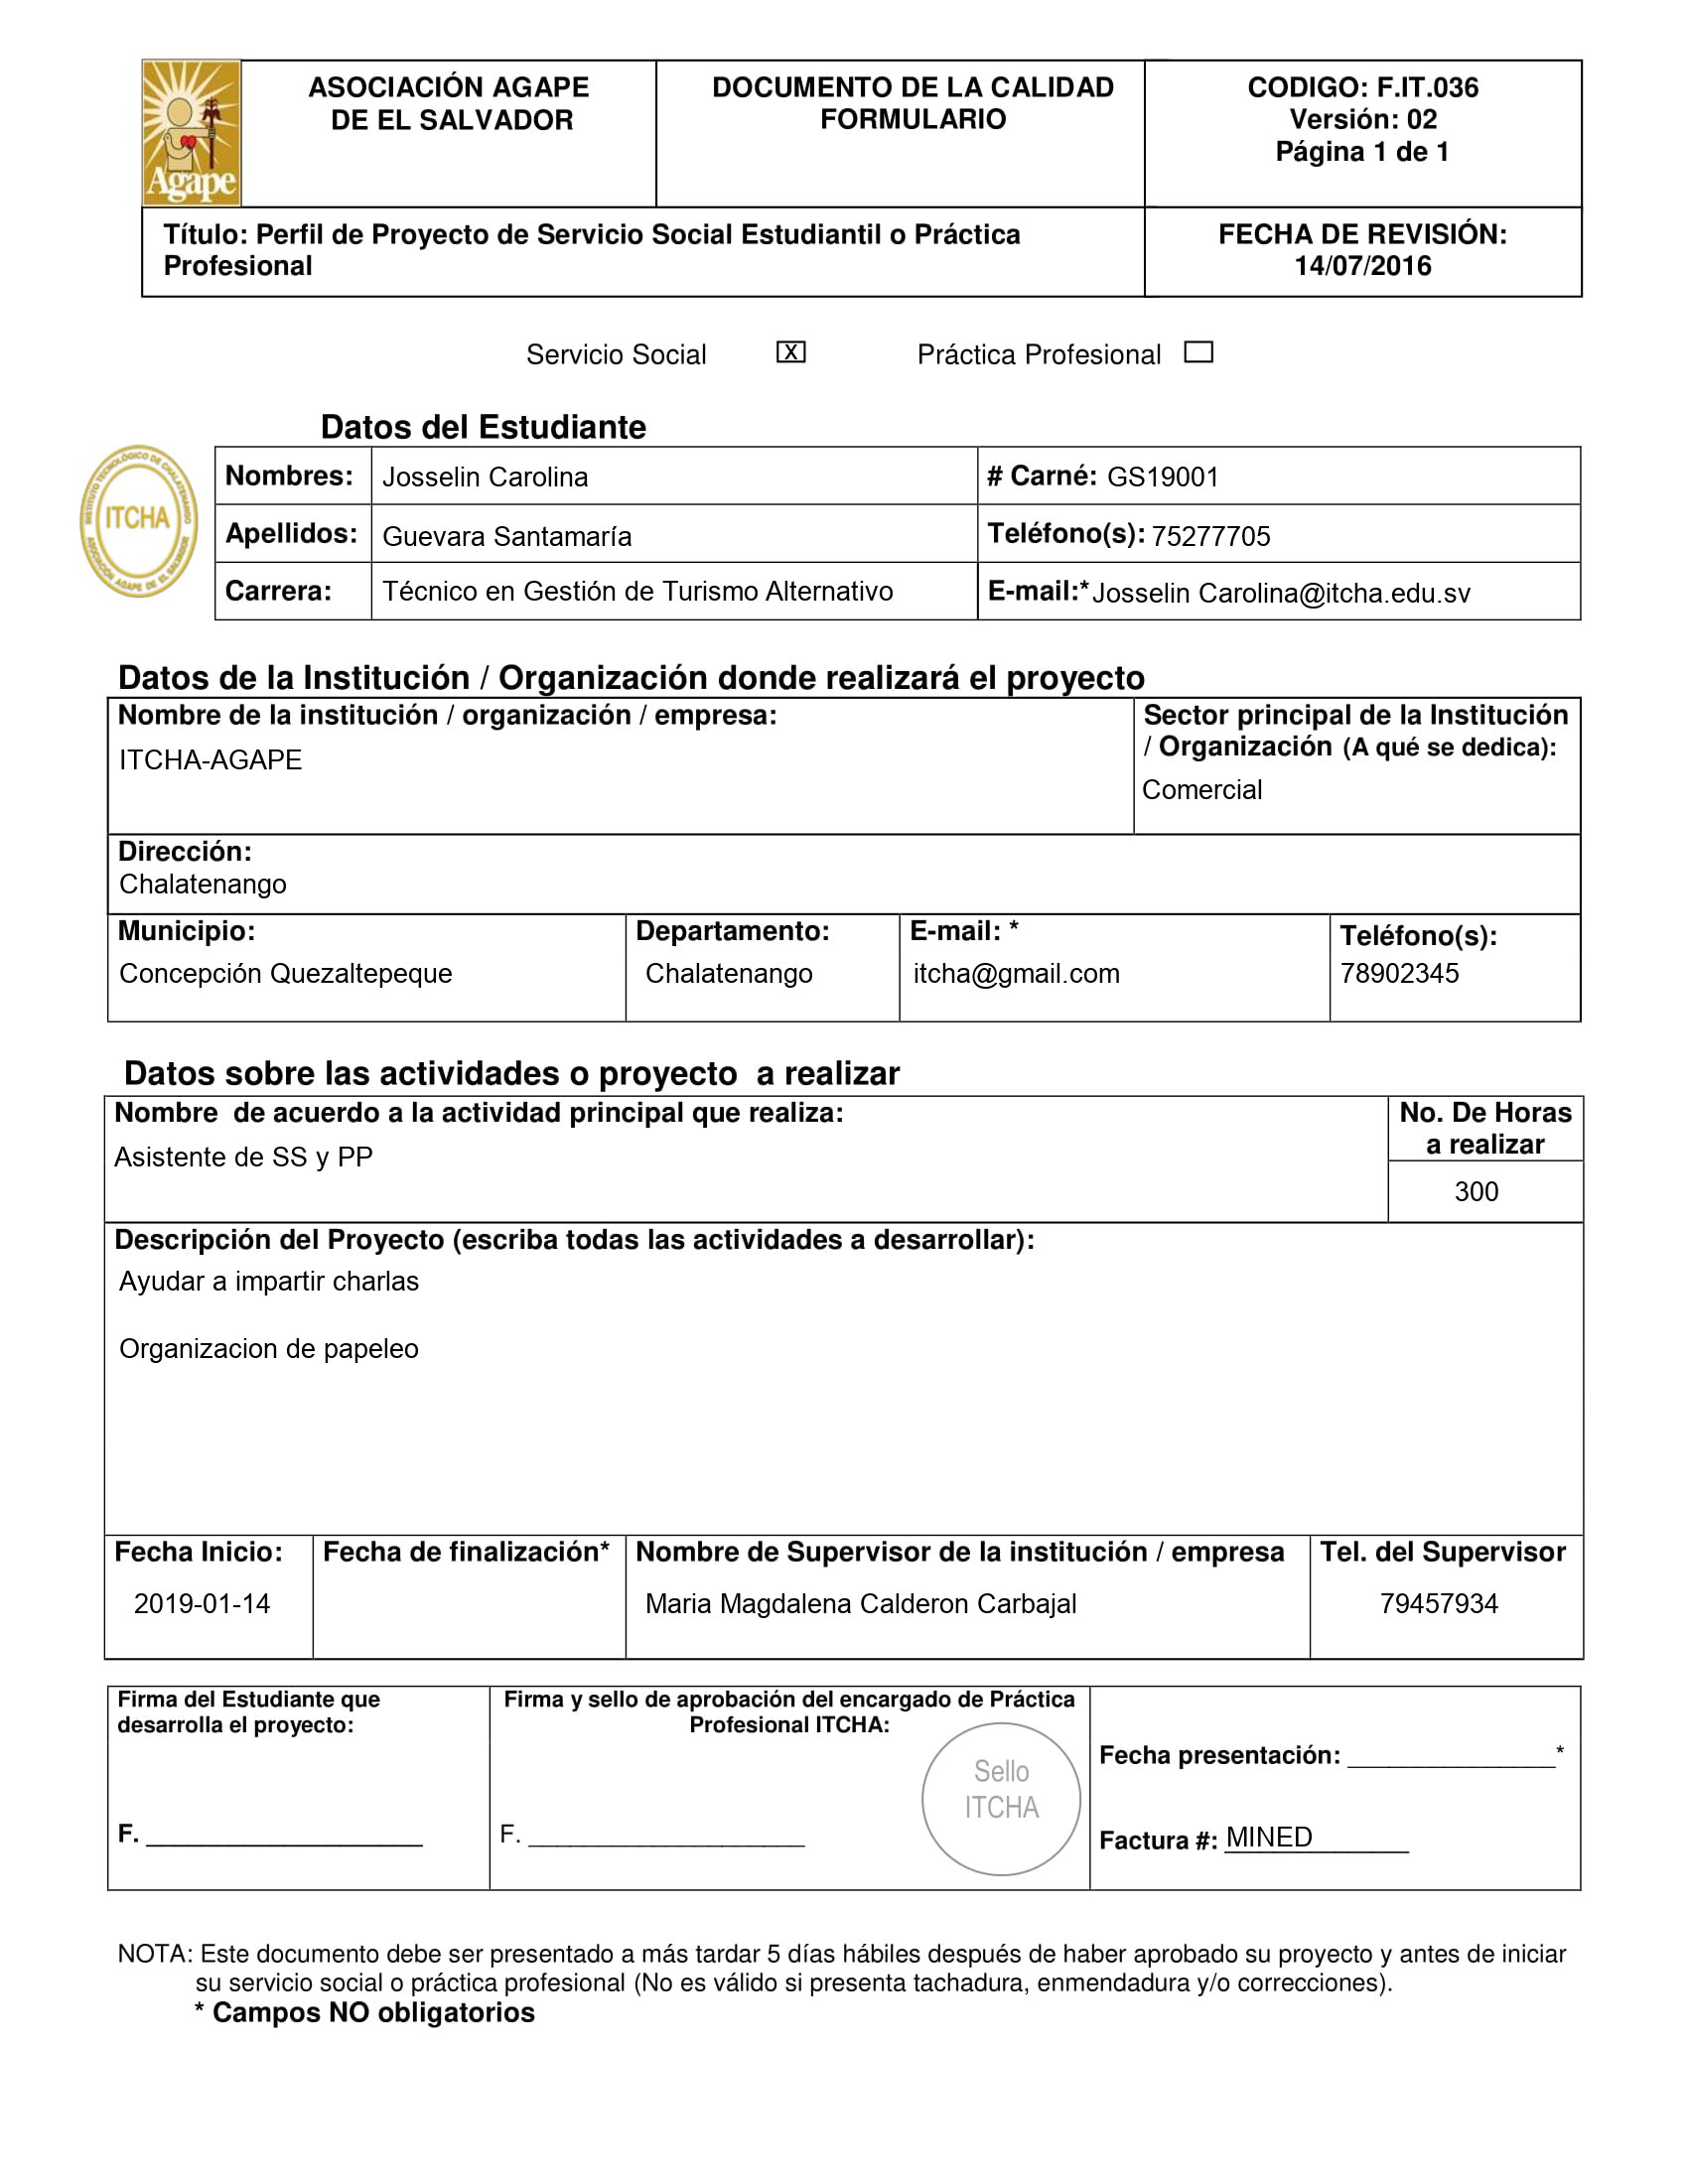 Agape
ASOCIACIÓN AGAPE
DE EL SALVADOR
DOCUMENTO DE LA CALIDAD
FORMULARIO
CODIGO: F.IT.036
Versión: 02
Página 1 de 1
Título: Perfil de Proyecto de Servicio Social Estudiantil o Práctica
Profesional
FECHA DE REVISIÓN:
14/07/2016
Servicio Social X Práctica Profesional
Datos del Estudiante
INSTITUTO TECNOLÓGICO DE CHALATENANGO
ITCHA
ASOCIACIÓN AGAPE DE EL SALVADOR
Nombres: Josselin Carolina # Carné: GS19001
Apellidos: Guevara Santamaría Teléfono(s): 75277705
Carrera: Técnico en Gestión de Turismo Alternativo E-mail:* Josselin Carolina@itcha.edu.sv
Datos de la Institución / Organización donde realizará el proyecto
Nombre de la institución / organización / empresa:
ITCHA-AGAPE
Sector principal de la Institución
/ Organización (A qué se dedica):
Comercial
Dirección:
Chalatenango
Municipio:
Concepción Quezaltepeque
Departamento:
Chalatenango
E-mail: *
itcha@gmail.com
Teléfono(s):
78902345
Datos sobre las actividades o proyecto a realizar
Nombre de acuerdo a la actividad principal que realiza:
Asistente de SS y PP
No. De Horas
a realizar
300
Descripción del Proyecto (escriba todas las actividades a desarrollar):
Ayudar a impartir charlas
Organizacion de papeleo
Fecha Inicio:
2019-01-14
Fecha de finalización*
Nombre de Supervisor de la institución / empresa
Maria Magdalena Calderon Carbajal
Tel. del Supervisor
79457934
Firma del Estudiante que
desarrolla el proyecto:
F. ____________________
Firma y sello de aprobación del encargado de Práctica
Profesional ITCHA:
Sello
ITCHA
F. ____________________
Fecha presentación: _______________*
Factura #: MINED
NOTA: Este documento debe ser presentado a más tardar 5 días hábiles después de haber aprobado su proyecto y antes de iniciar
su servicio social o práctica profesional (No es válido si presenta tachadura, enmendadura y/o correcciones).
* Campos NO obligatorios